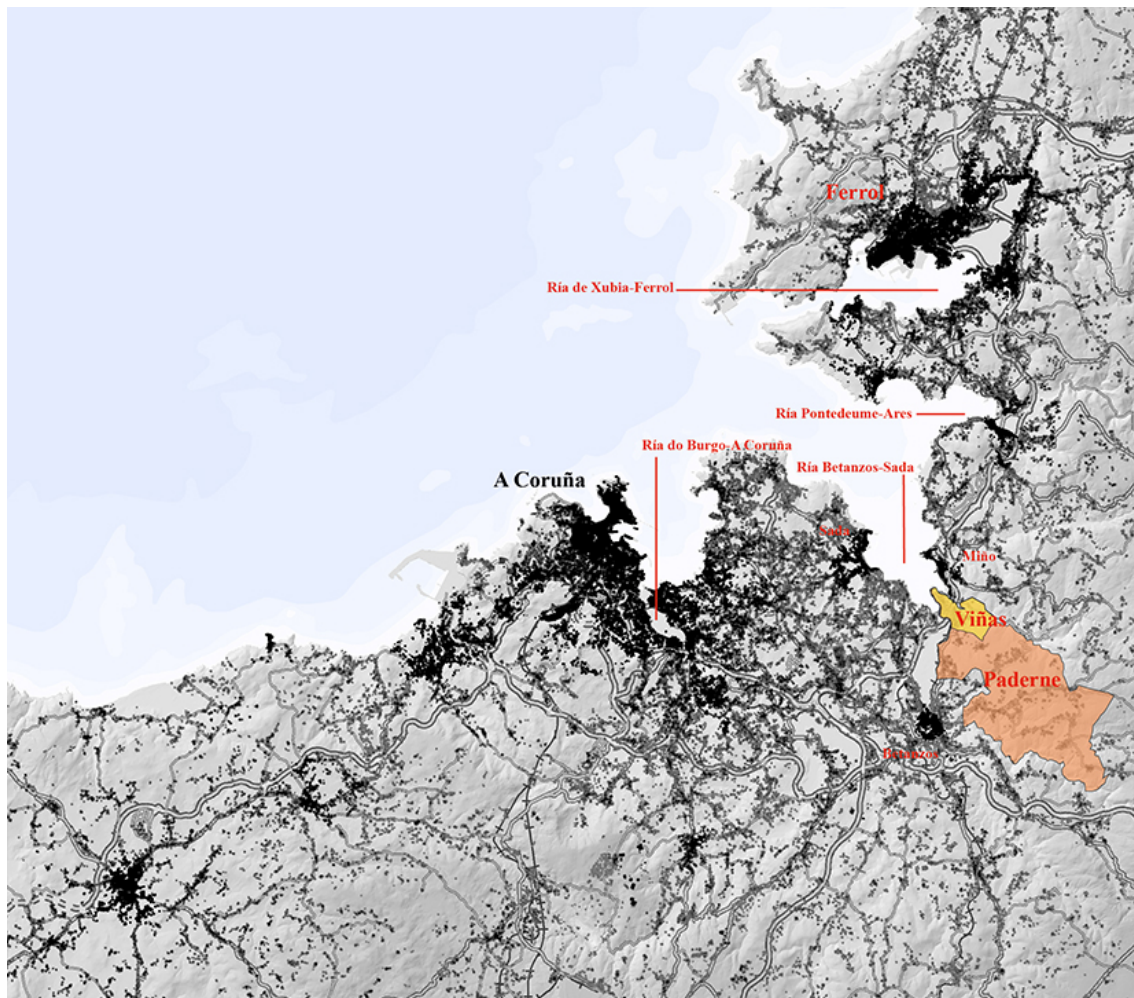 Ferrol
Ría de Xubia-Ferrol
Ría Pontedeume-Ares
Ría do Burgo-A Coruña
Ría Betanzos-Sada
A Coruña
Sada
Miño
Viñas
Paderne
Betanzos